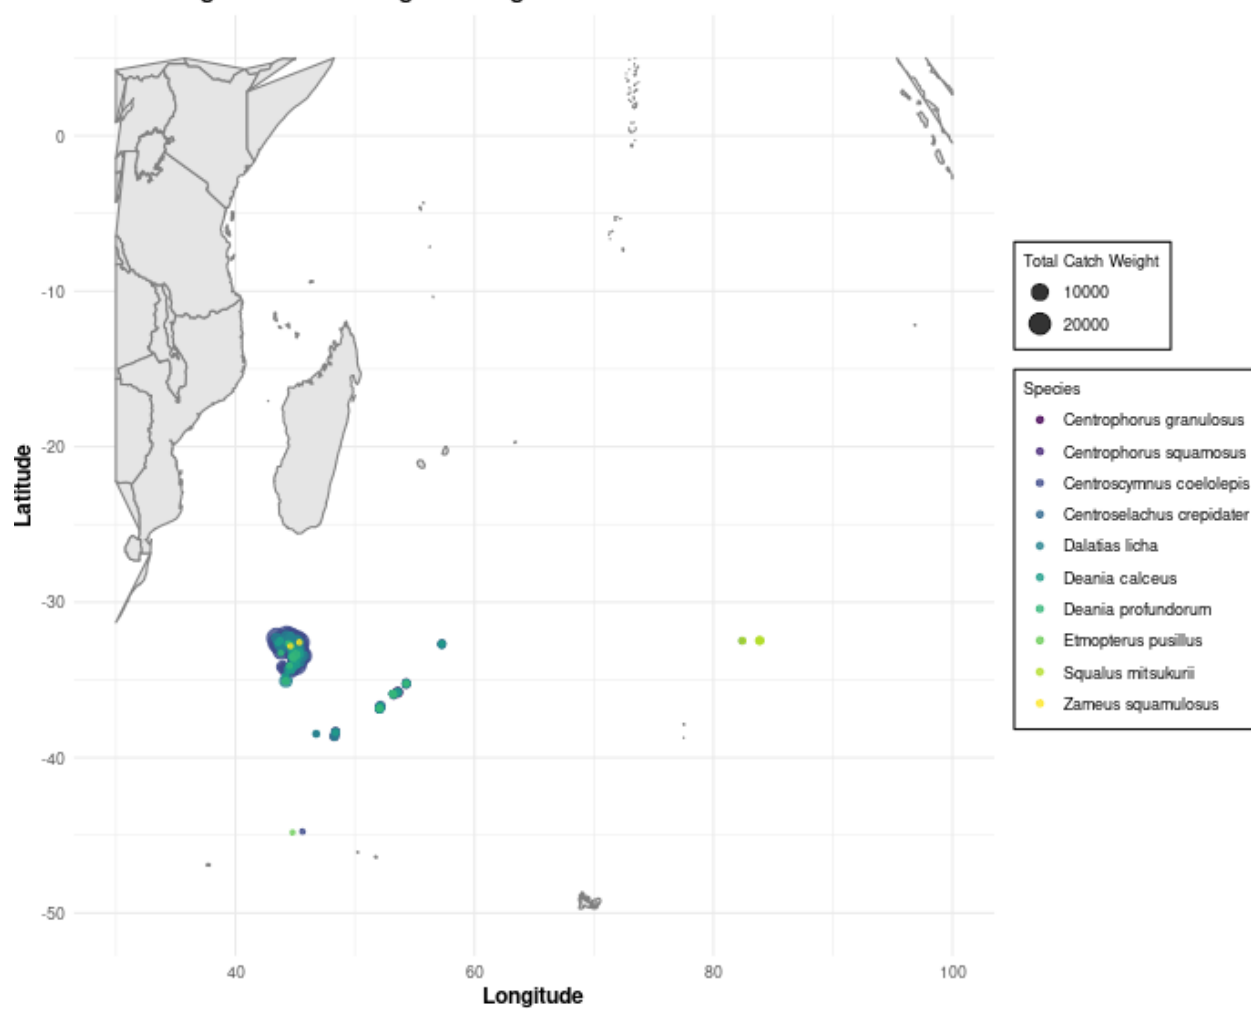 0
-10
-20
-30
-40
-50
Latitude
40
60
80
100
Longitude
Total Catch Weight
10000
20000
Species
Centrophorus granulosus
Centrophorus squamosus
Centroscymnus coelolepis
Centroselachus crepidater
Dalatias licha
Deania calceus
Deania profundorum
Etmopterus pusillus
Squalus mitsukurii
Zameus squamulosus